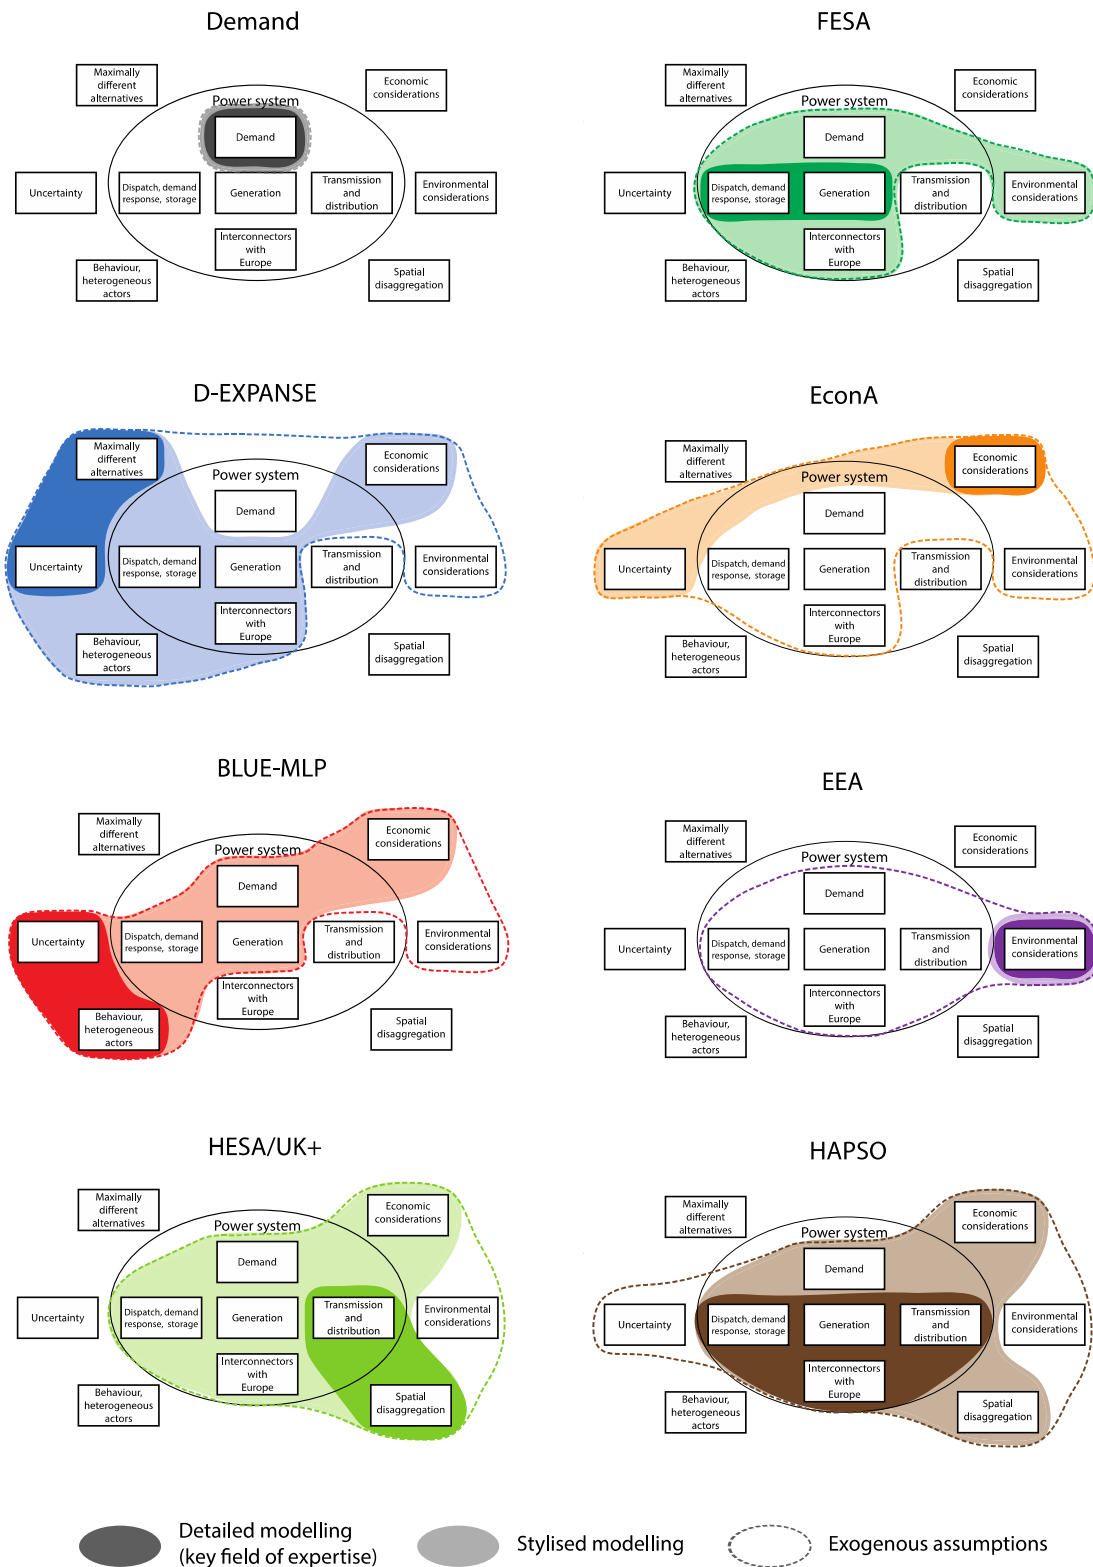 Demand
Maximally
different
alternatives
Economic
considerations
Power system
Demand
Uncertainty
Dispatch, demand
response, storage
Generation
Transmission
and
distribution
Environmental
considerations
Interconnectors
with
Europe
Behaviour,
heterogeneous
actors
Spatial
disaggregation
FESA
Maximally
different
alternatives
Economic
considerations
Power system
Demand
Uncertainty
Dispatch, demand
response, storage
Generation
Transmission
and
distribution
Environmental
considerations
Interconnectors
with
Europe
Behaviour,
heterogeneous
actors
Spatial
disaggregation
D-EXPANSE
Maximally
different
alternatives
Economic
considerations
Power system
Demand
Uncertainty
Dispatch, demand
response, storage
Generation
Transmission
and
distribution
Environmental
considerations
Interconnectors
with
Europe
Behaviour,
heterogeneous
actors
Spatial
disaggregation
EconA
Maximally
different
alternatives
Economic
considerations
Power system
Demand
Uncertainty
Dispatch, demand
response, storage
Generation
Transmission
and
distribution
Environmental
considerations
Interconnectors
with
Europe
Behaviour,
heterogeneous
actors
Spatial
disaggregation
BLUE-MLP
Maximally
different
alternatives
Economic
considerations
Power system
Demand
Uncertainty
Dispatch, demand
response, storage
Generation
Transmission
and
distribution
Environmental
considerations
Interconnectors
with
Europe
Behaviour,
heterogeneous
actors
Spatial
disaggregation
EEA
Maximally
different
alternatives
Economic
considerations
Power system
Demand
Uncertainty
Dispatch, demand
response, storage
Generation
Transmission
and
distribution
Environmental
considerations
Interconnectors
with
Europe
Behaviour,
heterogeneous
actors
Spatial
disaggregation
HESA/UK+
Maximally
different
alternatives
Economic
considerations
Power system
Demand
Uncertainty
Dispatch, demand
response, storage
Generation
Transmission
and
distribution
Environmental
considerations
Interconnectors
with
Europe
Behaviour,
heterogeneous
actors
Spatial
disaggregation
HAPSO
Maximally
different
alternatives
Economic
considerations
Power system
Demand
Uncertainty
Dispatch, demand
response, storage
Generation
Transmission
and
distribution
Environmental
considerations
Interconnectors
with
Europe
Behaviour,
heterogeneous
actors
Spatial
disaggregation
Detailed modelling
(key field of expertise)
Stylised modelling
Exogenous assumptions